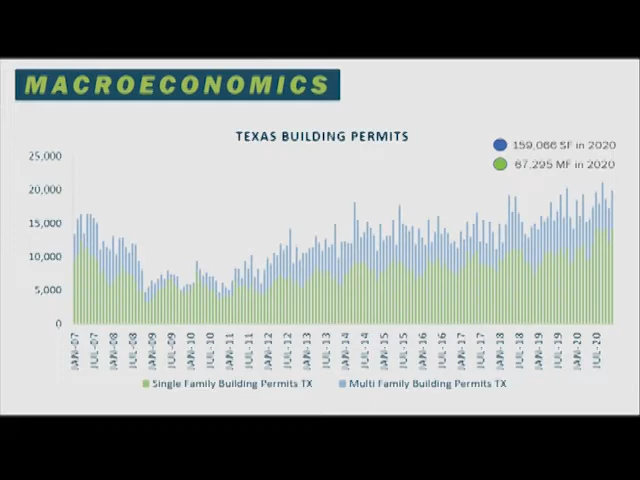 MACROECONOMICS
TEXAS BUILDING PERMITS
159,066 SF in 2020
67,295 MF in 2020
25,000
20,000
15,000
10,000
5,000
0
JAN-07
JUL-07
JAN-08
JUL-08
JAN-09
JUL-09
JAN-10
JUL-10
JAN-11
JUL-11
JAN-12
JUL-12
JAN-13
JUL-13
JAN-14
JUL-14
JAN-15
JUL-15
JAN-16
JUL-16
JAN-17
JUL-17
JAN-18
JUL-18
JAN-19
JUL-19
JAN-20
JUL-20
Single Family Building Permits TX
Multi Family Building Permits TX